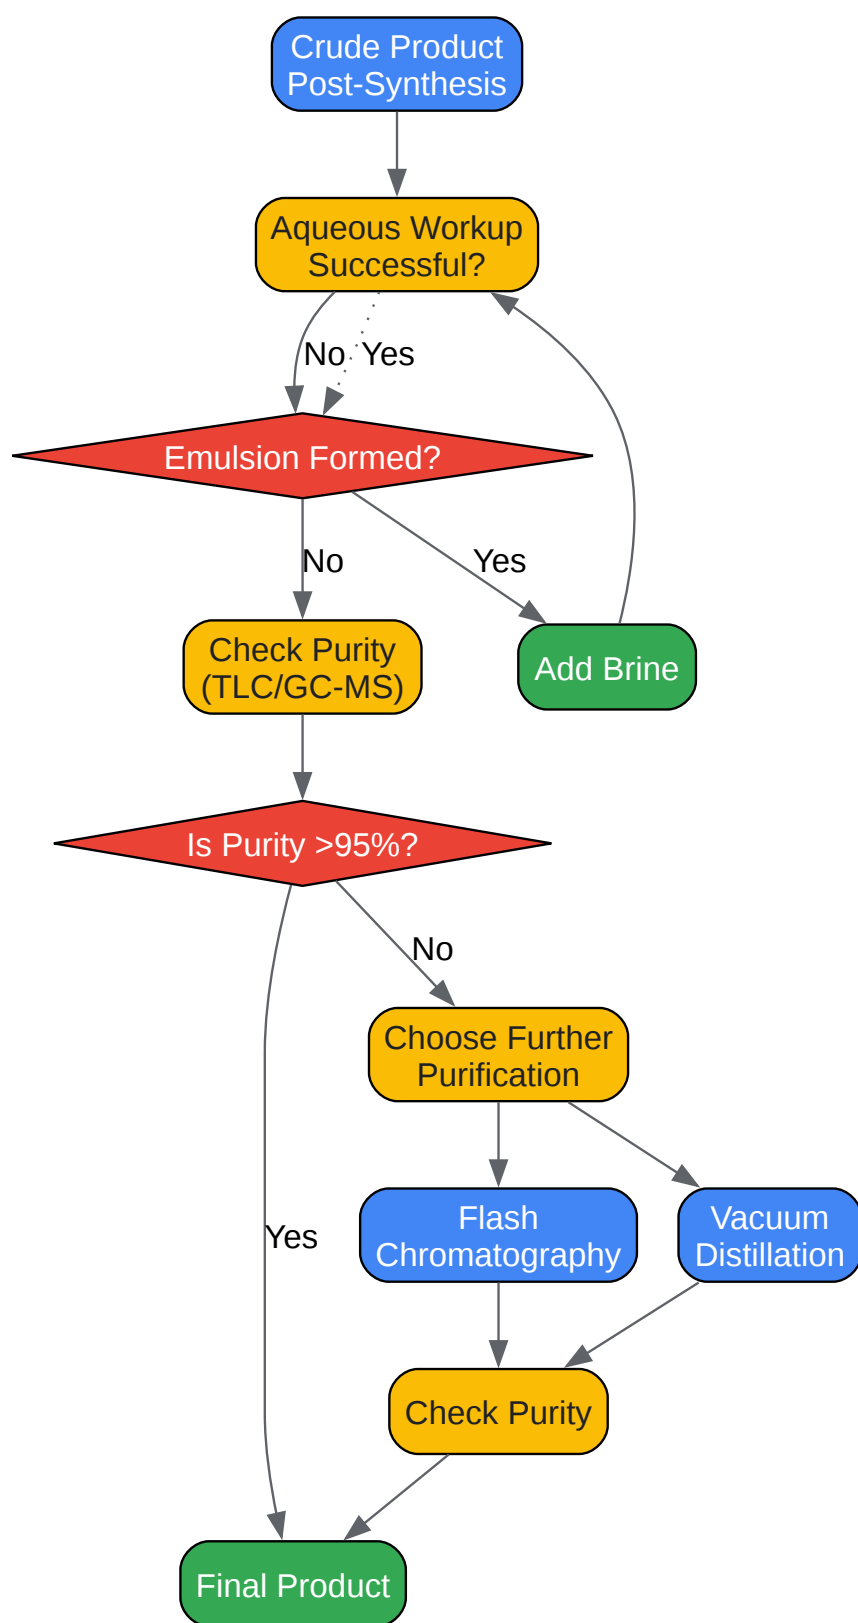 Crude Product
Post-Synthesis
Aqueous Workup
Successful?
No
Yes
Emulsion Formed?
No
Yes
Check Purity
(TLC/GC-MS)
Add Brine
Is Purity >95%?
No
Choose Further
Purification
Flash
Chromatography
Vacuum
Distillation
Yes
Check Purity
Final Product